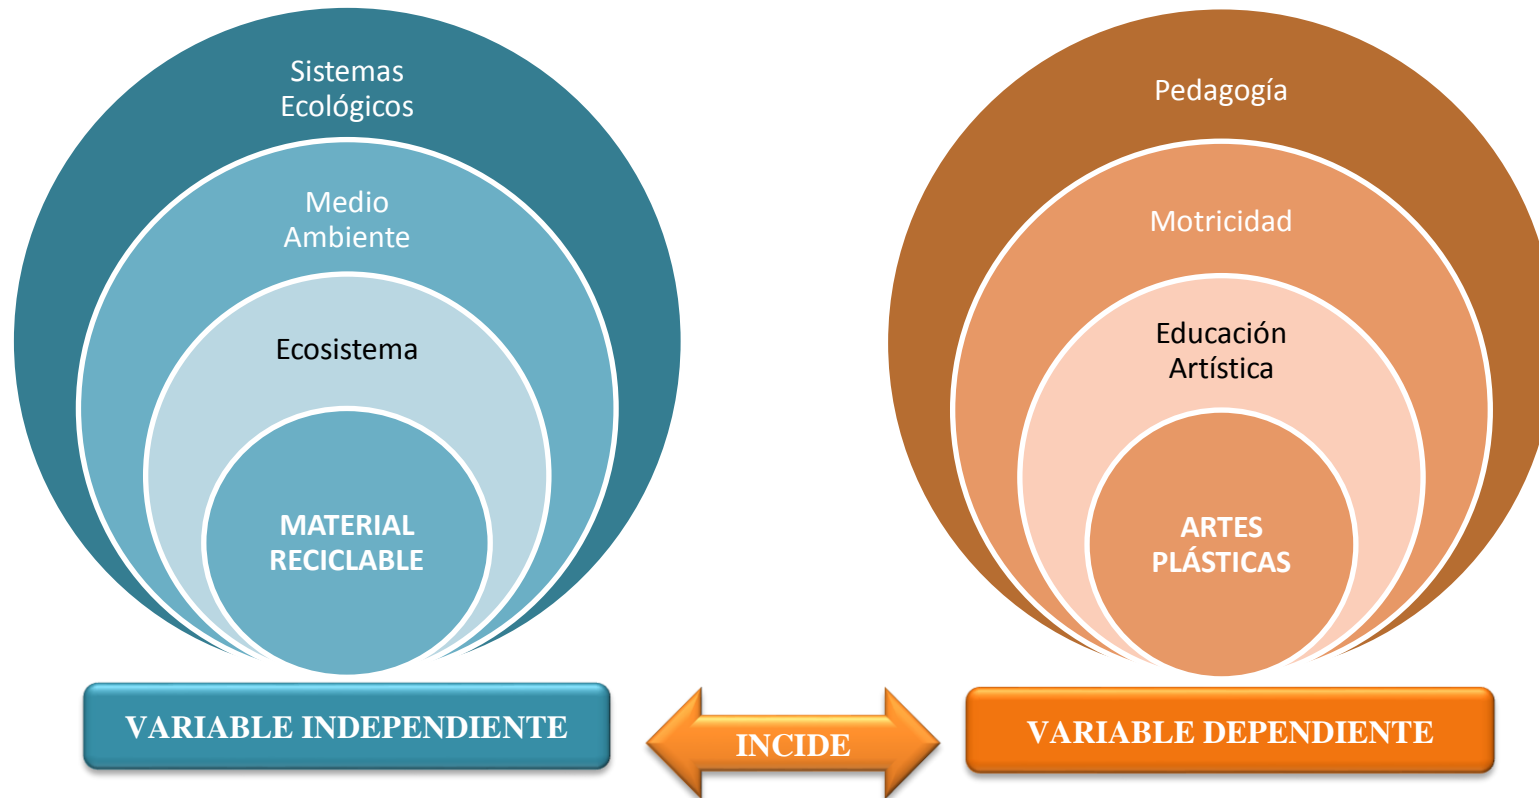 Sistemas
Ecológicos
Medio
Ambiente
Ecosistema
MATERIAL
RECICLABLE
VARIABLE INDEPENDIENTE
INCIDE
Pedagogía
Motricidad
Educación
Artística
ARTES
PLÁSTICAS
VARIABLE DEPENDIENTE